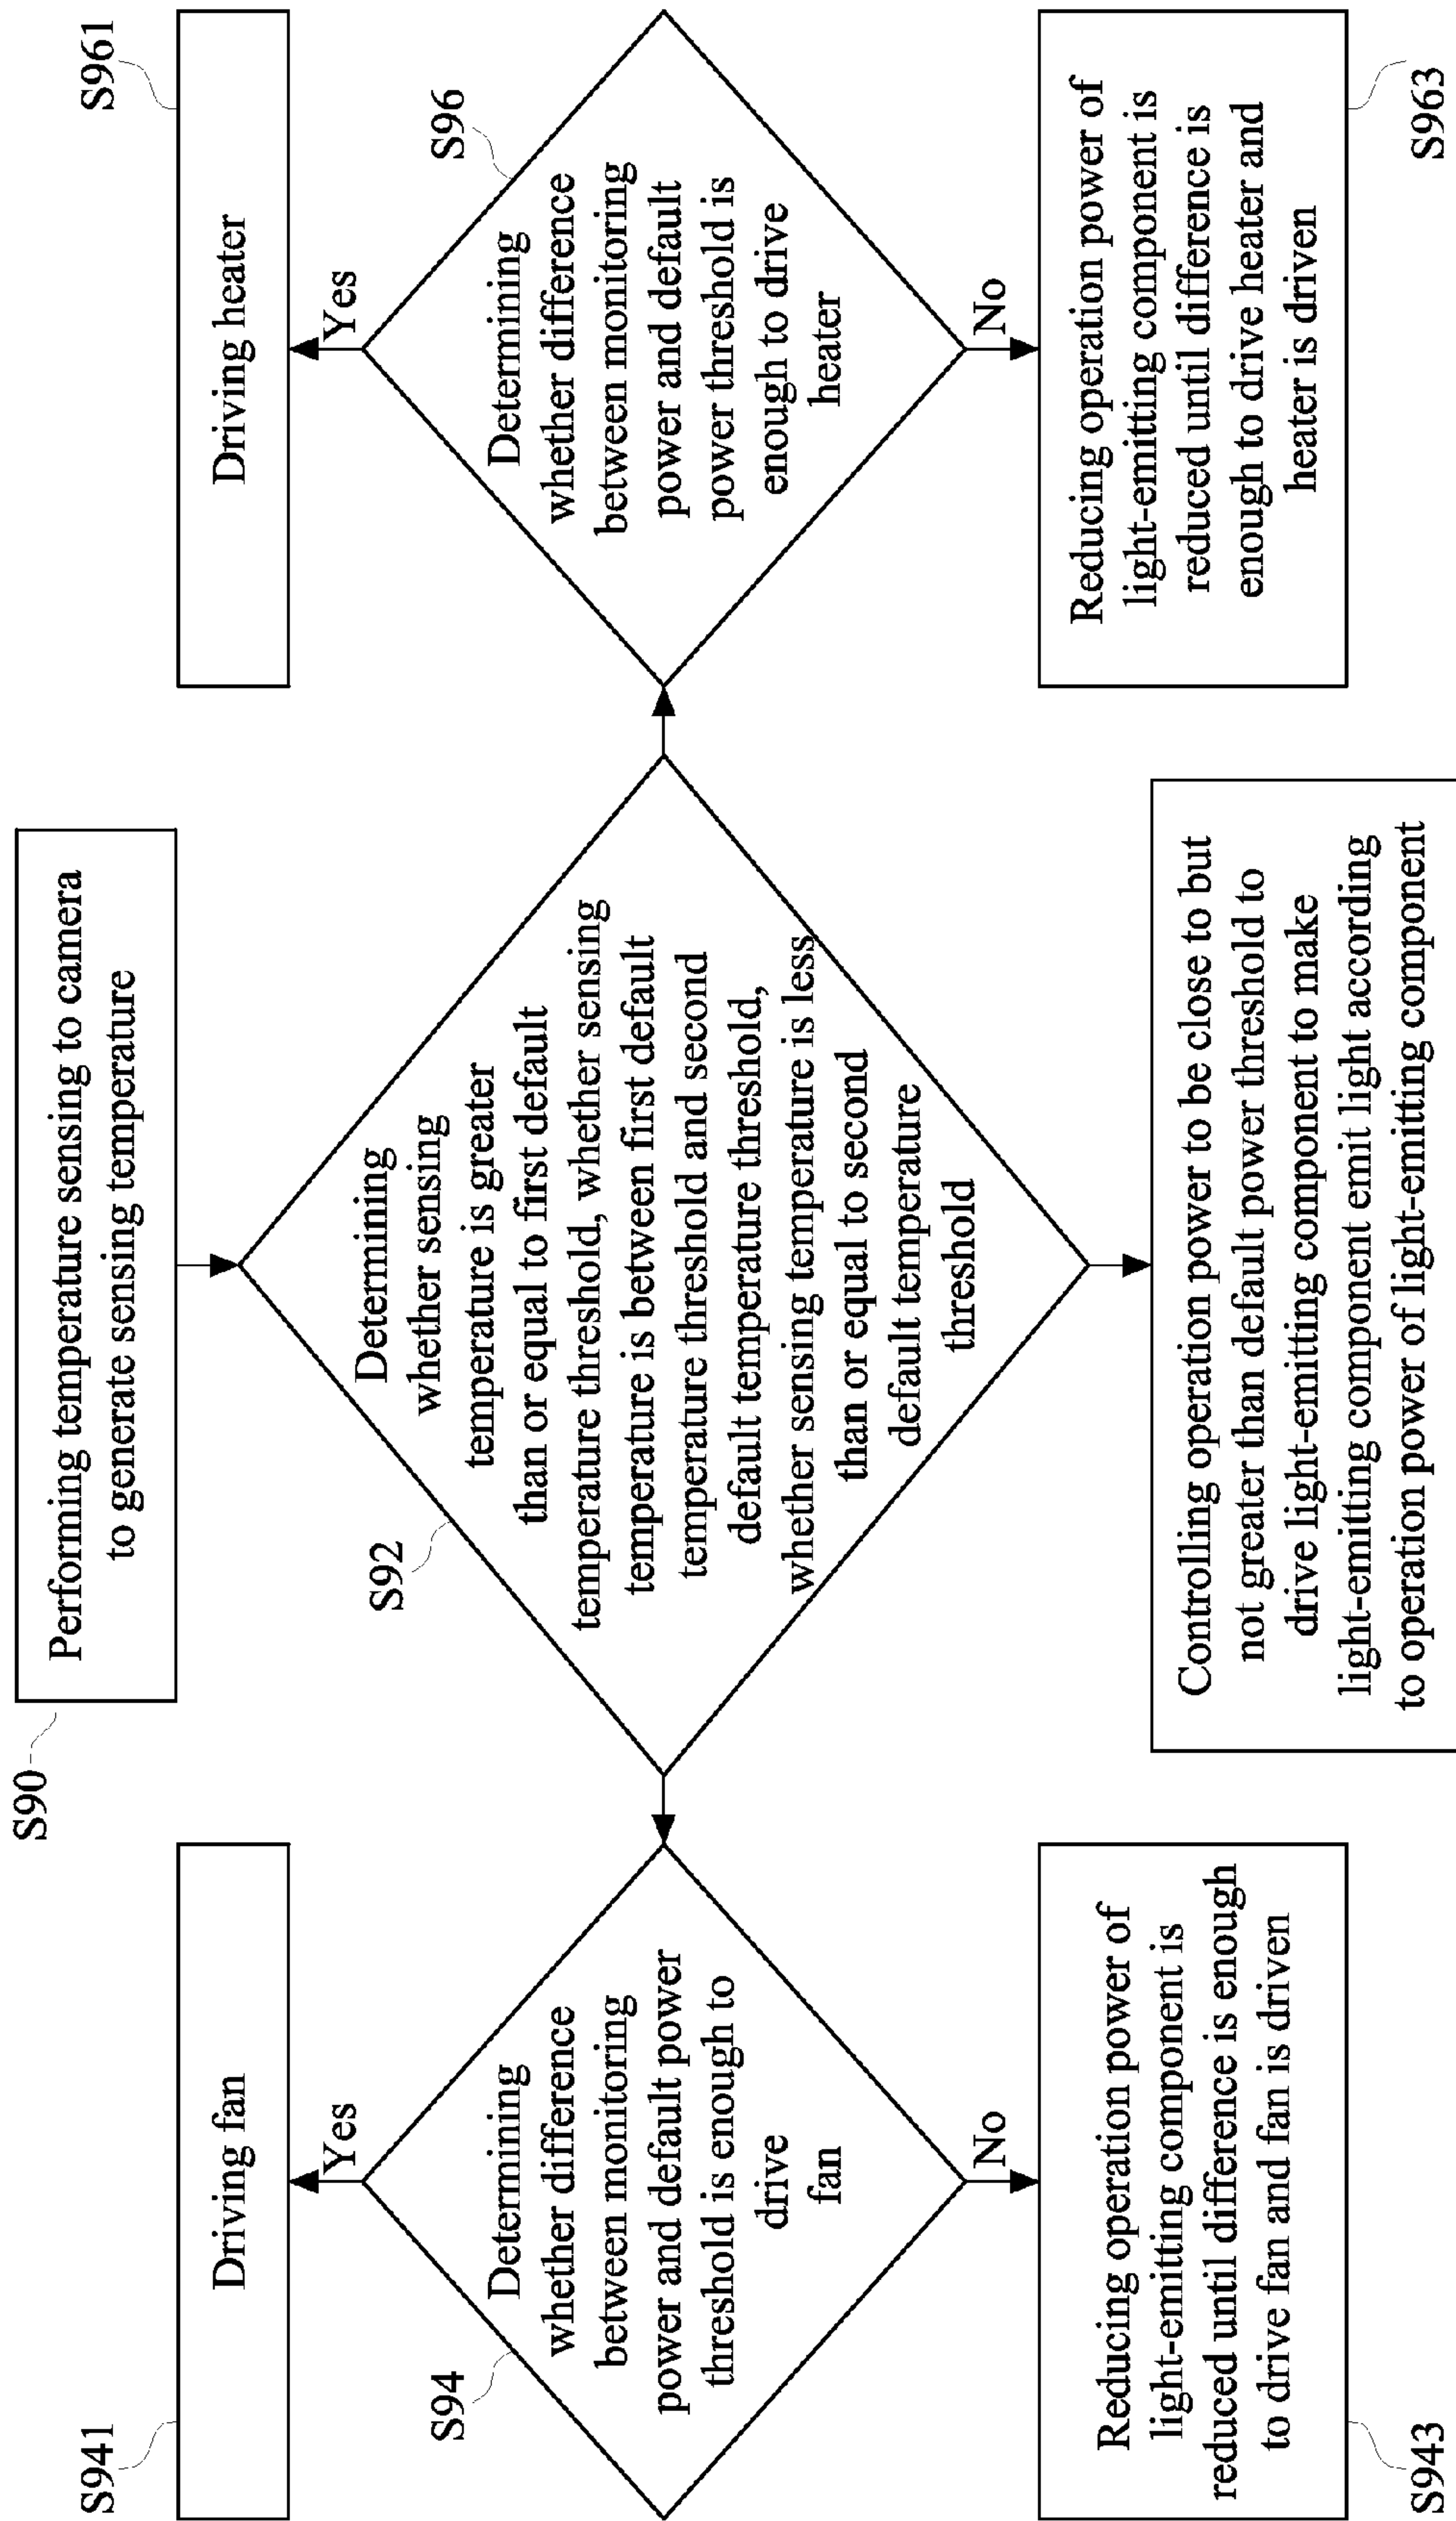 S90
Performing temperature sensing to camera
to generate sensing temperature
S92
Determining
whether sensing
temperature is greater
than or equal to first default
temperature threshold, whether sensing
temperature is between first default
temperature threshold and second
default temperature threshold,
whether sensing temperature is less
than or equal to second
default temperature
threshold
S941
Driving fan
Yes
S94
Determining
whether difference
between monitoring
power and default power
threshold is enough to
drive
fan
No
Reducing operation power of
light-emitting component is
reduced until difference is enough
to drive fan and fan is driven
S943
Controlling operation power to be close to but
not greater than default power threshold to
drive light-emitting component to make
light-emitting component emit light according
to operation power of light-emitting component
S961
Driving heater
Yes
S96
Determining
whether difference
between monitoring
power and default
power threshold is
enough to drive
heater
No
Reducing operation power of
light-emitting component is
reduced until difference is
enough to drive heater and
heater is driven
S963